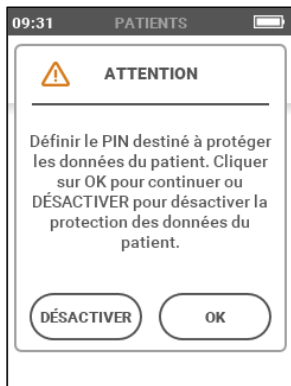 09:31 PATIENTS
ATTENTION
Définir le PIN destiné à protéger
les données du patient. Cliquer
sur OK pour continuer ou
DÉSACTIVER pour désactiver la
protection des données du
patient.
DÉSACTIVER OK